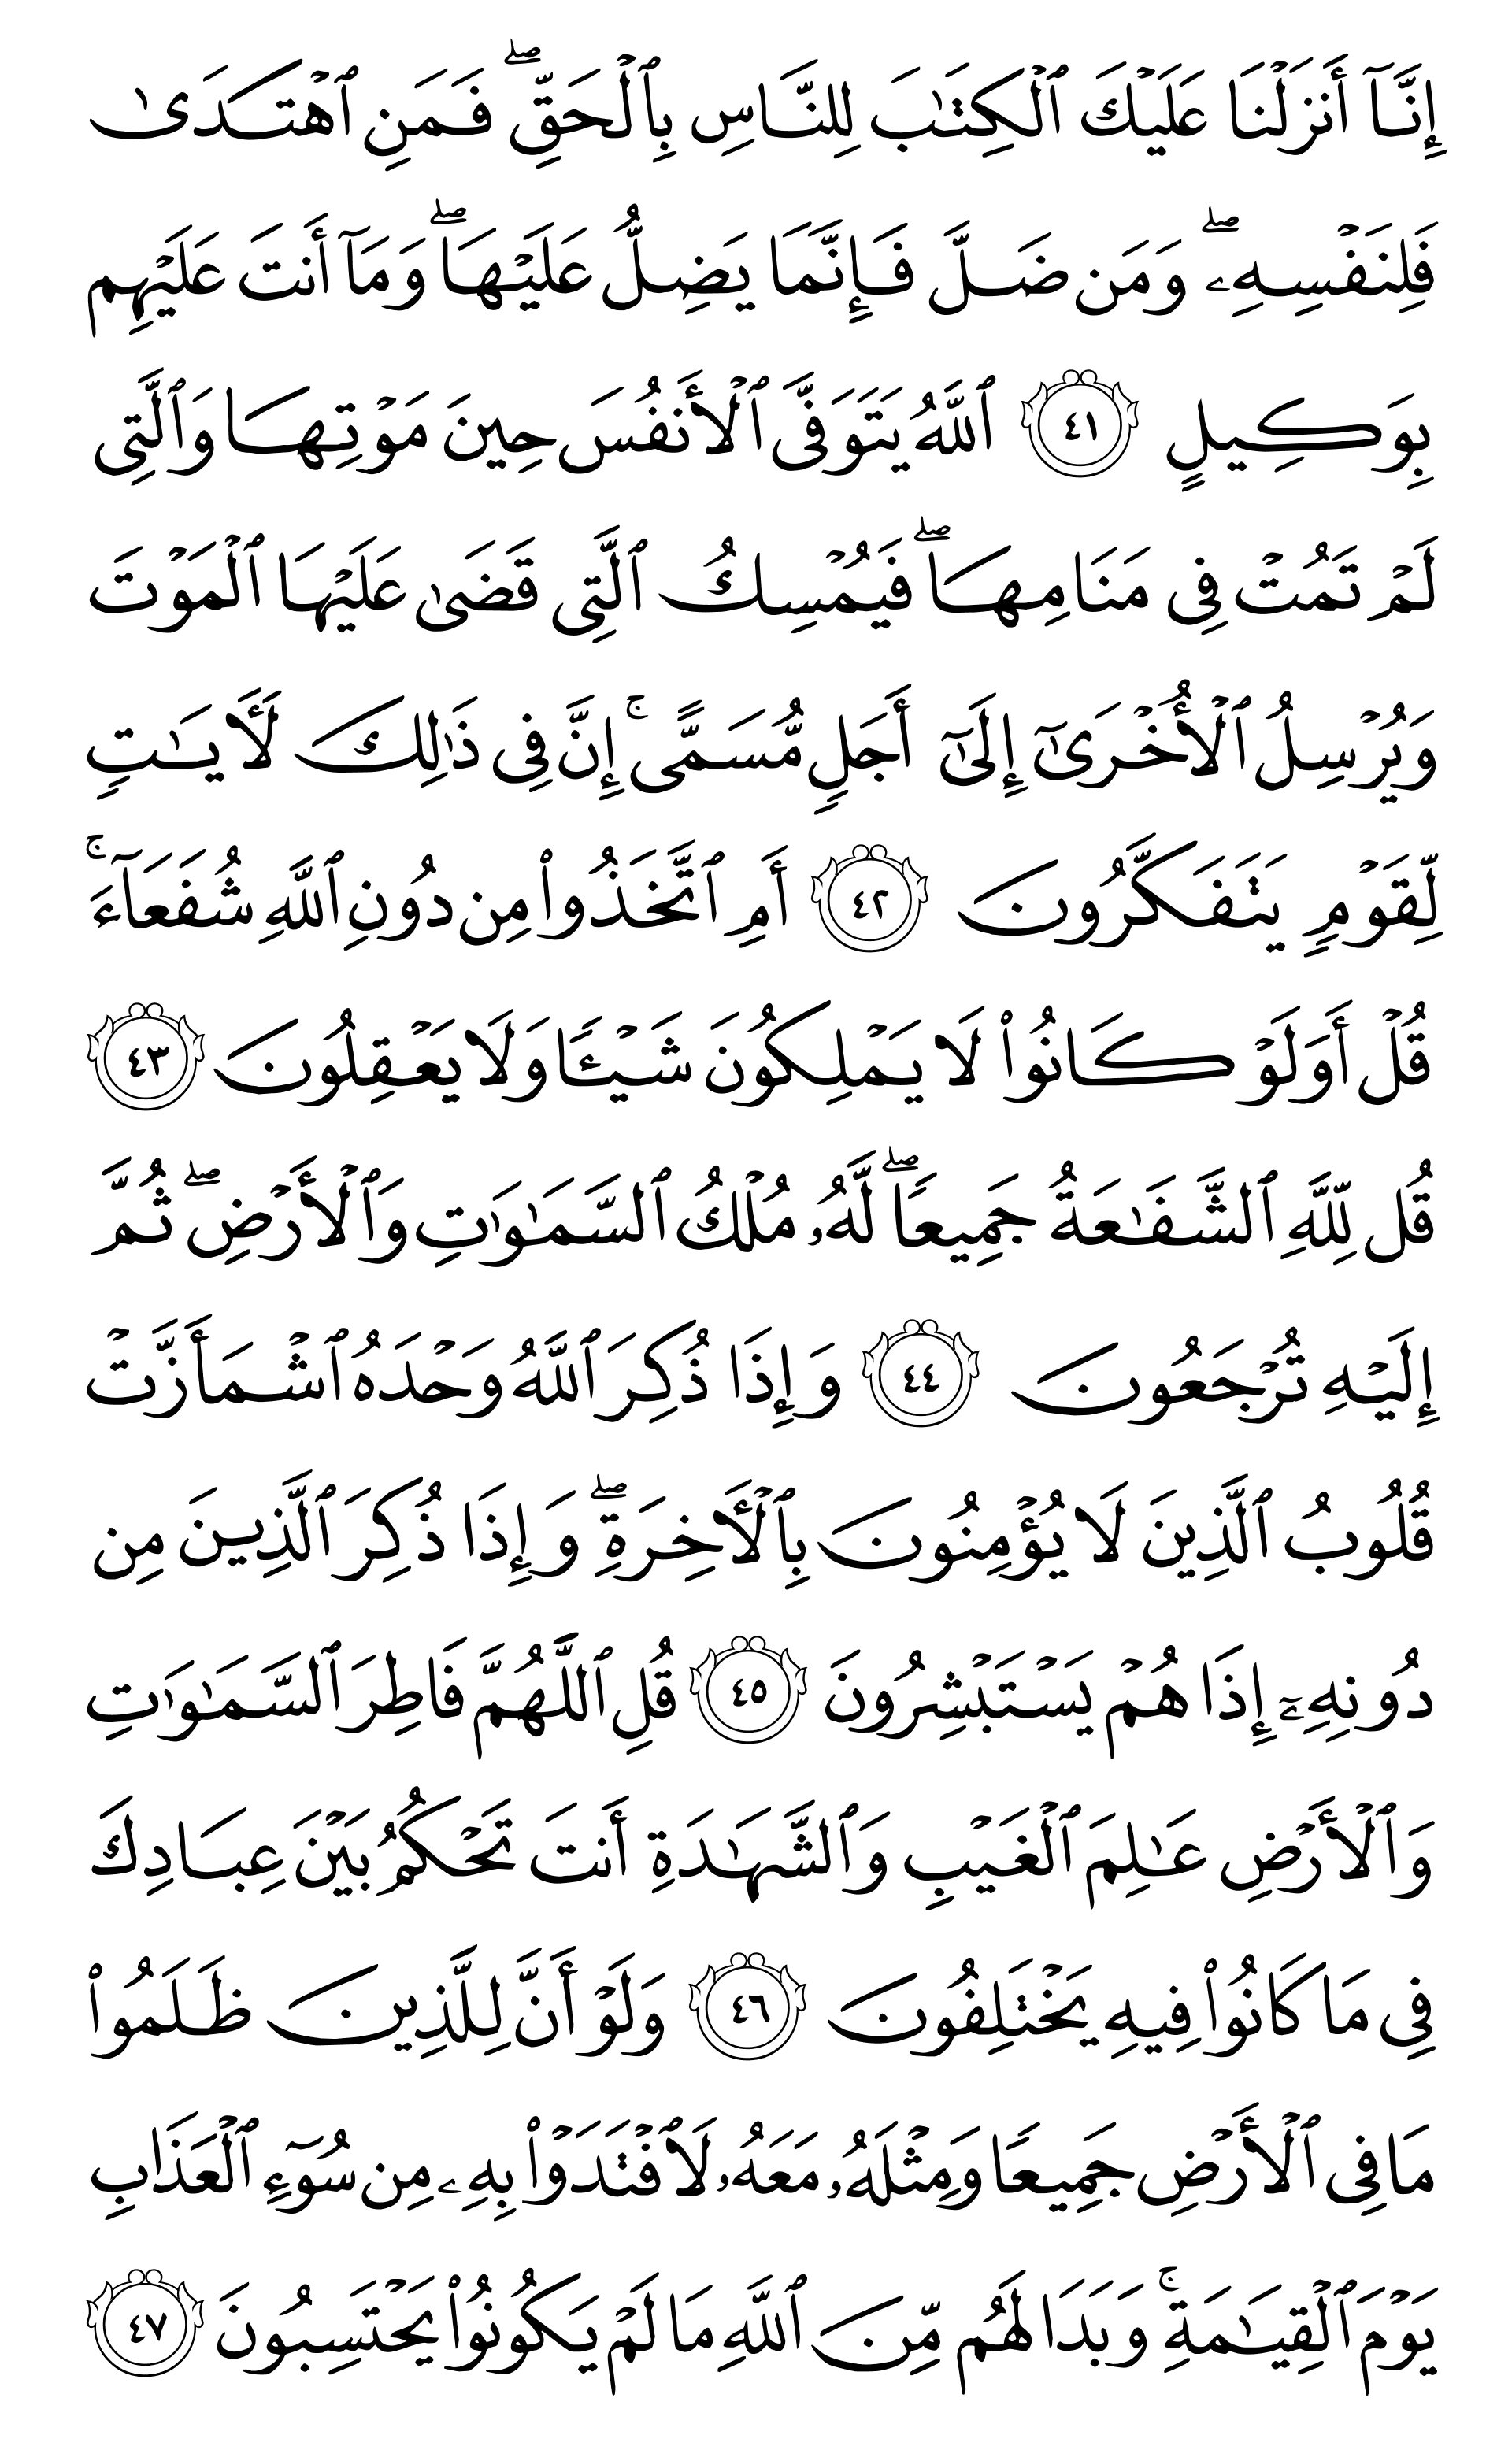 إِنَّآ أَنزَلۡنَا عَلَيۡكَ ٱلۡكِتَٰبَ لِلنَّاسِ بِٱلۡحَقِّۖ فَمَنِ ٱهۡتَدَىٰ
فَلِنَفۡسِهِۦۖ وَمَن ضَلَّ فَإِنَّمَا يَضِلُّ عَلَيۡهَاۖ وَمَآ أَنتَ عَلَيۡهِم
بِوَكِيلٍ ٤١ ٱللَّهُ يَتَوَفَّى ٱلۡأَنفُسَ حِينَ مَوۡتِهَا وَٱلَّتِي
لَمۡ تَمُتۡ فِي مَنَامِهَاۖ فَيُمۡسِكُ ٱلَّتِي قَضَىٰ عَلَيۡهَا ٱلۡمَوۡتَ
وَيُرۡسِلُ ٱلۡأُخۡرَىٰٓ إِلَىٰٓ أَجَلٖ مُّسَمًّىۚ إِنَّ فِي ذَٰلِكَ لَأٓيَٰتٖ
لِّقَوۡمٖ يَتَفَكَّرُونَ ٤٢ أَمِ ٱتَّخَذُواْ مِن دُونِ ٱللَّهِ شُفَعَآءَۚ
قُلۡ أَوَلَوۡ كَانُواْ لَا يَمۡلِكُونَ شَيۡـٔٗا وَلَا يَعۡقِلُونَ ٤٣
قُل لِّلَّهِ ٱلشَّفَٰعَةُ جَمِيعٗاۖ لَّهُۥ مُلۡكُ ٱلسَّمَٰوَٰتِ وَٱلۡأَرۡضِۖ ثُمَّ
إِلَيۡهِ تُرۡجَعُونَ ٤٤ وَإِذَا ذُكِرَ ٱللَّهُ وَحۡدَهُ ٱشۡمَأَزَّتۡ
قُلُوبُ ٱلَّذِينَ لَا يُؤۡمِنُونَ بِٱلۡأٓخِرَةِۖ وَإِذَا ذُكِرَ ٱلَّذِينَ مِن
دُونِهِۦٓ إِذَا هُمۡ يَسۡتَبۡشِرُونَ ٤٥ قُلِ ٱللَّهُمَّ فَاطِرَ ٱلسَّمَٰوَٰتِ
وَٱلۡأَرۡضِ عَٰلِمَ ٱلۡغَيۡبِ وَٱلشَّهَٰدَةِ أَنتَ تَحۡكُمُ بَيۡنَ عِبَادِكَ
فِي مَا كَانُواْ فِيهِ يَخۡتَلِفُونَ ٤٦ وَلَوۡ أَنَّ لِلَّذِينَ ظَلَمُواْ
مَا فِي ٱلۡأَرۡضِ جَمِيعٗا وَمِثۡلَهُۥ مَعَهُۥ لَٱفۡتَدَوۡاْ بِهِۦ مِن سُوٓءِ ٱلۡعَذَابِ
يَوۡمَ ٱلۡقِيَٰمَةِۚ وَبَدَا لَهُم مِّنَ ٱللَّهِ مَا لَمۡ يَكُونُواْ يَحۡتَسِبُونَ ٤٧